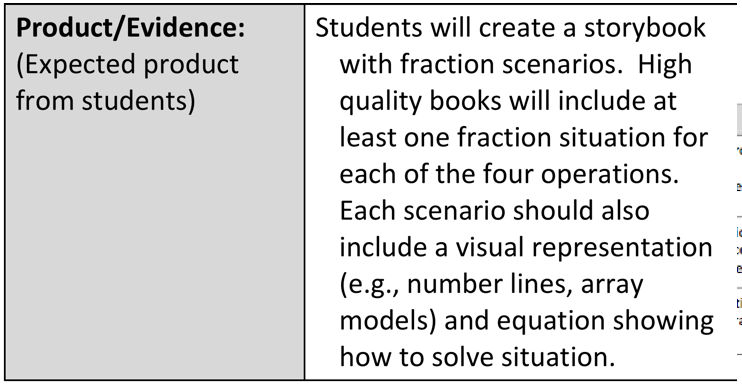 Product/Evidence:
(Expected product
from students)
Students will create a storybook
with fraction scenarios.  High
quality books will include at
least one fraction situation for
each of the four operations.
Each scenario should also
include a visual representation
(e.g., number lines, array
models) and equation showing
how to solve situation.